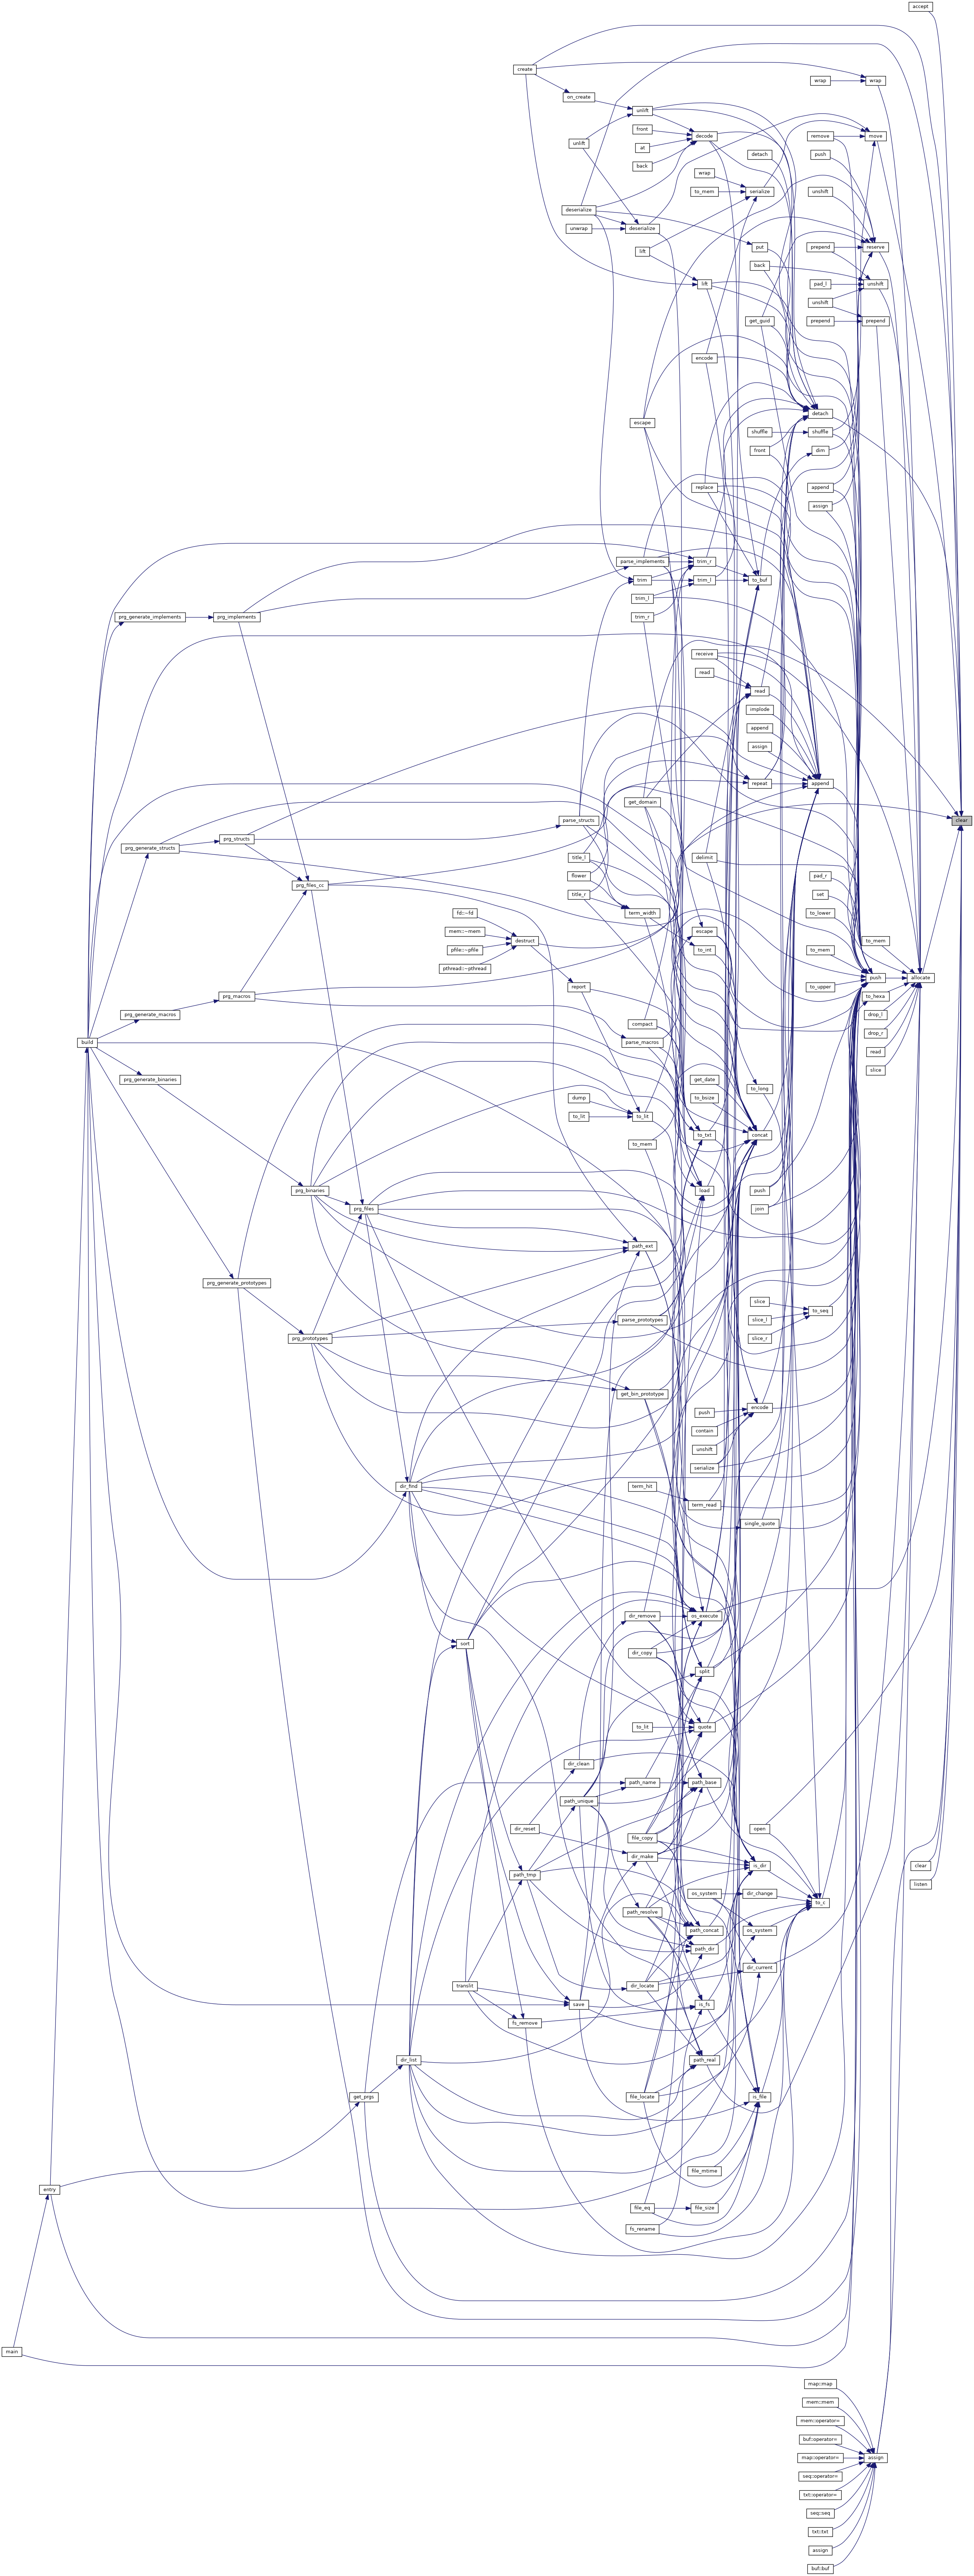 accept
create
wrap
wrap
on_create
unlift
front
decode
remove
move
unlift
at
detach
push
back
wrap
to_mem
serialize
unshift
deserialize
unwrap
deserialize
put
prepend
reserve
lift
back
lift
pad_l
unshift
unshift
get_guid
prepend
prepend
encode
escape
detach
shuffle
shuffle
front
dim
replace
append
assign
parse_implements
trim_r
trim
trim_l
to_buf
trim_l
prg_generate_implements
prg_implements
trim_r
receive
read
read
implode
append
assign
repeat
append
get_domain
clear
parse_structs
prg_structs
prg_generate_structs
title_l
delimit
flower
pad_r
prg_files_cc
title_r
set
fd::~fd
term_width
to_lower
mem::~mem
destruct
escape
to_mem
pfile::~pfile
to_int
to_mem
pthread::~pthread
push
allocate
report
to_upper
prg_macros
to_hexa
prg_generate_macros
compact
drop_l
build
parse_macros
drop_r
read
prg_generate_binaries
get_date
slice
dump
to_bsize
to_long
to_lit
to_lit
to_txt
concat
to_mem
prg_binaries
load
push
prg_files
join
path_ext
prg_generate_prototypes
slice
to_seq
parse_prototypes
slice_l
prg_prototypes
slice_r
get_bin_prototype
push
encode
contain
unshift
serialize
dir_find
term_hit
term_read
single_quote
dir_remove
os_execute
sort
dir_copy
split
to_lit
quote
dir_clean
path_name
path_base
path_unique
dir_reset
file_copy
open
dir_make
is_dir
clear
path_tmp
os_system
dir_change
listen
path_resolve
path_concat
os_system
to_c
path_dir
translit
dir_locate
dir_current
save
is_fs
fs_remove
dir_list
path_real
get_prgs
file_locate
is_file
file_mtime
entry
file_eq
file_size
fs_rename
main
map::map
mem::mem
mem::operator=
buf::operator=
map::operator=
assign
seq::operator=
txt::operator=
seq::seq
txt::txt
assign
buf::buf